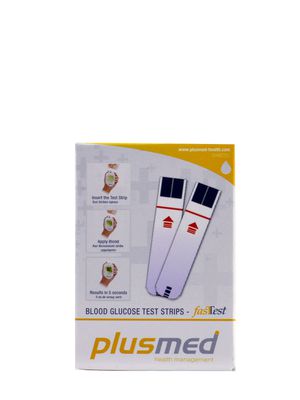 www.plusmed-health.com
Insert the Test Strip
Apply Blood
Results in 5 seconds
BLOOD GLUCOSE TEST STRIPS - fastTest
plusmed
health management